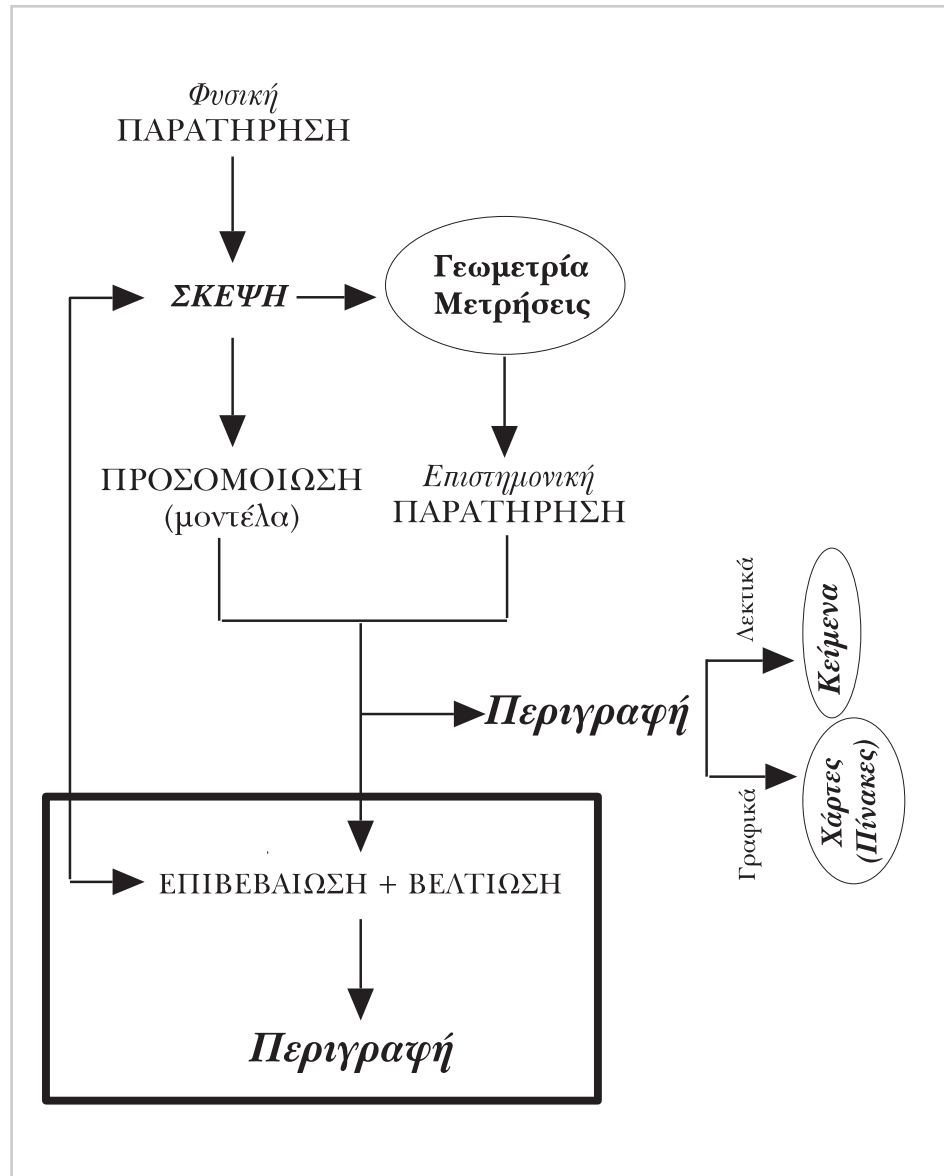 Φυσική
ΠΑΡΑΤΗΡΗΣΗ
ΣΚΕΨΗ
Γεωμετρία
Μετρήσεις
ΠΡΟΣΟΜΟΙΩΣΗ
(μοντέλα)
Επιστημονική
ΠΑΡΑΤΗΡΗΣΗ
Περιγραφή
Λεκτικά
Κείμενα
Γραφικά
Χάρτες
(Πίνακες)
ΕΠΙΒΕΒΑΙΩΣΗ + ΒΕΛΤΙΩΣΗ
Περιγραφή